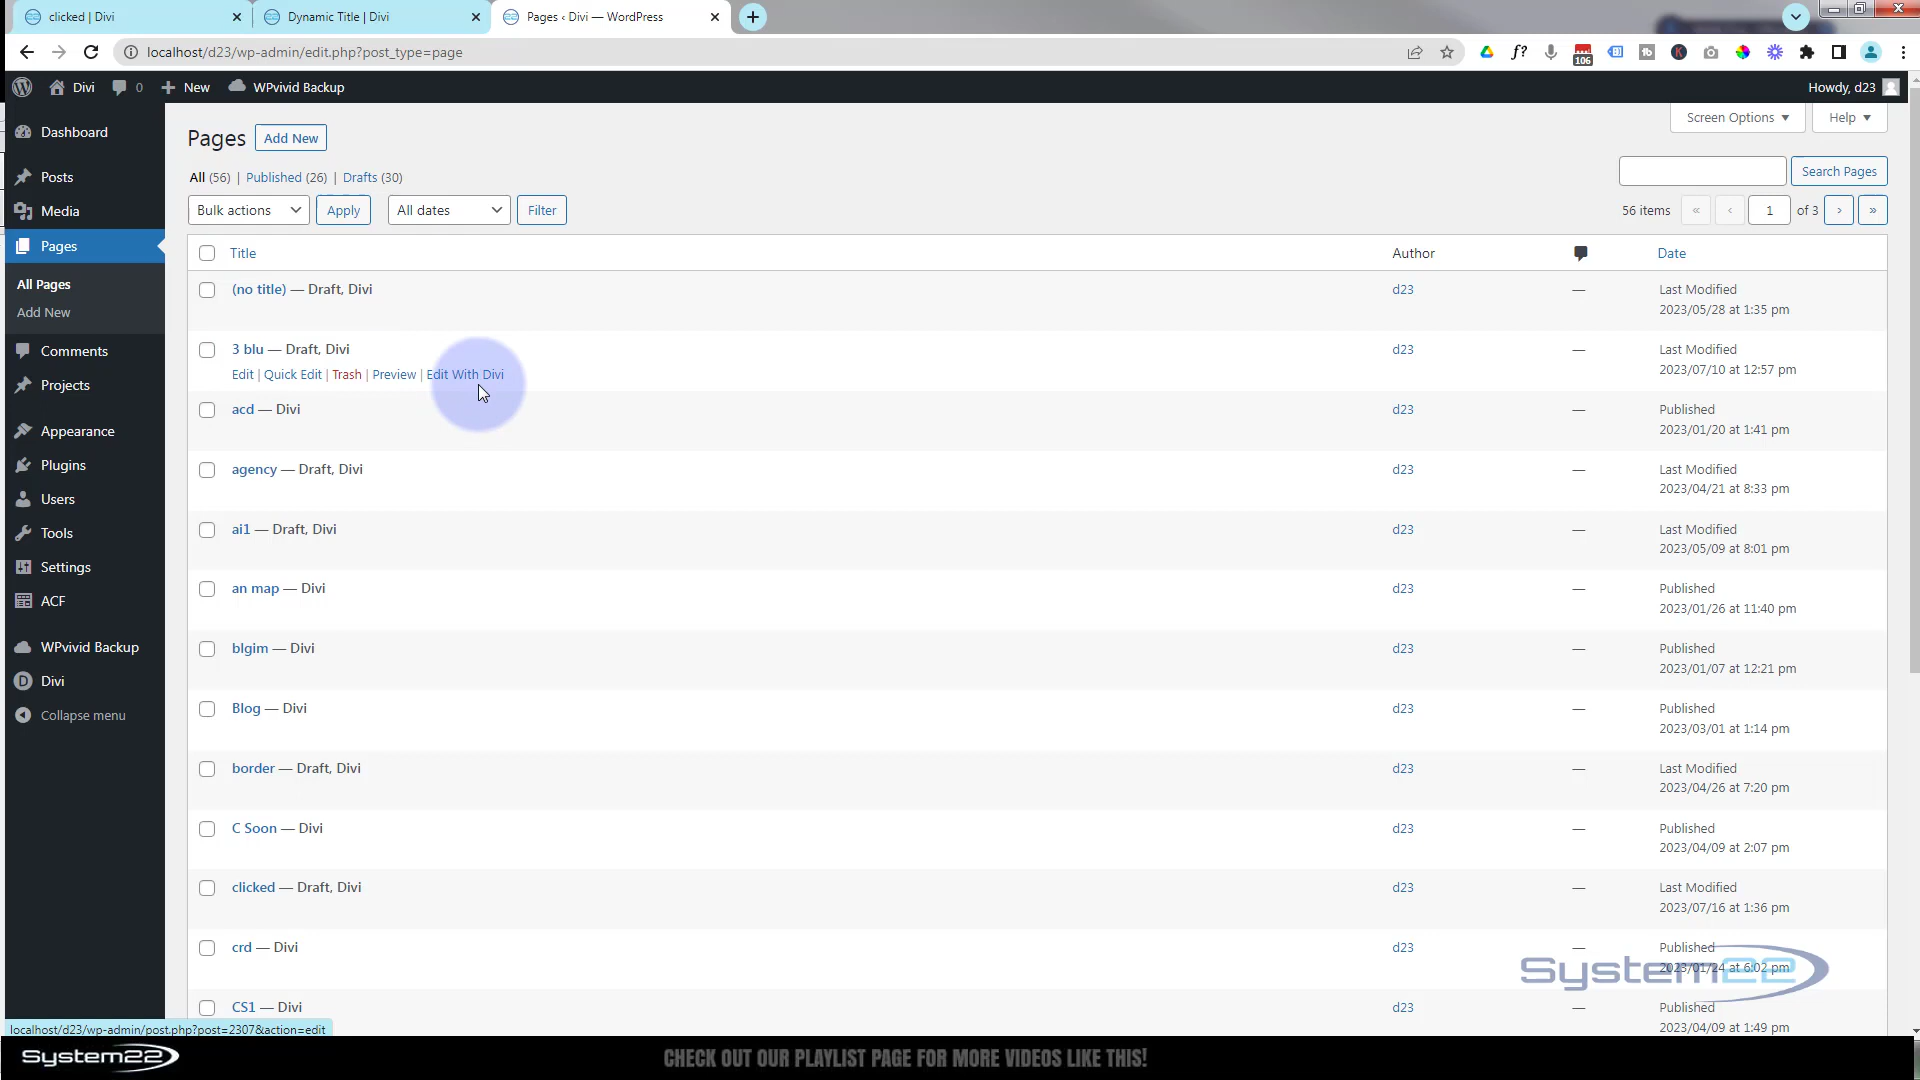 clicked | Divi
Dynamic Title | Divi
Pages ‹ Divi — WordPress
localhost/d23/wp-admin/edit.php?post_type=page
106
Divi
0
New
WPvivid Backup
Howdy, d23
Dashboard
Posts
Media
Pages
All Pages
Add New
Comments
Projects
Appearance
Plugins
Users
Tools
Settings
ACF
WPvivid Backup
Divi
Collapse menu
Pages Add New
Screen Options
Help
All (56) | Published (26) | Drafts (30)
Search Pages
Bulk actions
Apply
All dates
Filter
56 items « ‹ 1 of 3 › »
Title Author Date
(no title) — Draft, Divi d23 — Last Modified
2023/05/28 at 1:35 pm
3 blu — Draft, Divi d23 — Last Modified
Edit | Quick Edit | Trash | Preview | Edit With Divi 2023/07/10 at 12:57 pm
acd — Divi d23 — Published
2023/01/20 at 1:41 pm
agency — Draft, Divi d23 — Last Modified
2023/04/21 at 8:33 pm
ai1 — Draft, Divi d23 — Last Modified
2023/05/09 at 8:01 pm
an map — Divi d23 — Published
2023/01/26 at 11:40 pm
blgim — Divi d23 — Published
2023/01/07 at 12:21 pm
Blog — Divi d23 — Published
2023/03/01 at 1:14 pm
border — Draft, Divi d23 — Last Modified
2023/04/26 at 7:20 pm
C Soon — Divi d23 — Published
2023/04/09 at 2:07 pm
clicked — Draft, Divi d23 — Last Modified
2023/07/16 at 1:36 pm
crd — Divi d23 — Published
2023/01/24 at 6:02 pm
System22
CS1 — Divi d23 — Published
2023/04/09 at 1:49 pm
localhost/d23/wp-admin/post.php?post=2307&action=edit
System22
CHECK OUT OUR PLAYLIST PAGE FOR MORE VIDEOS LIKE THIS!